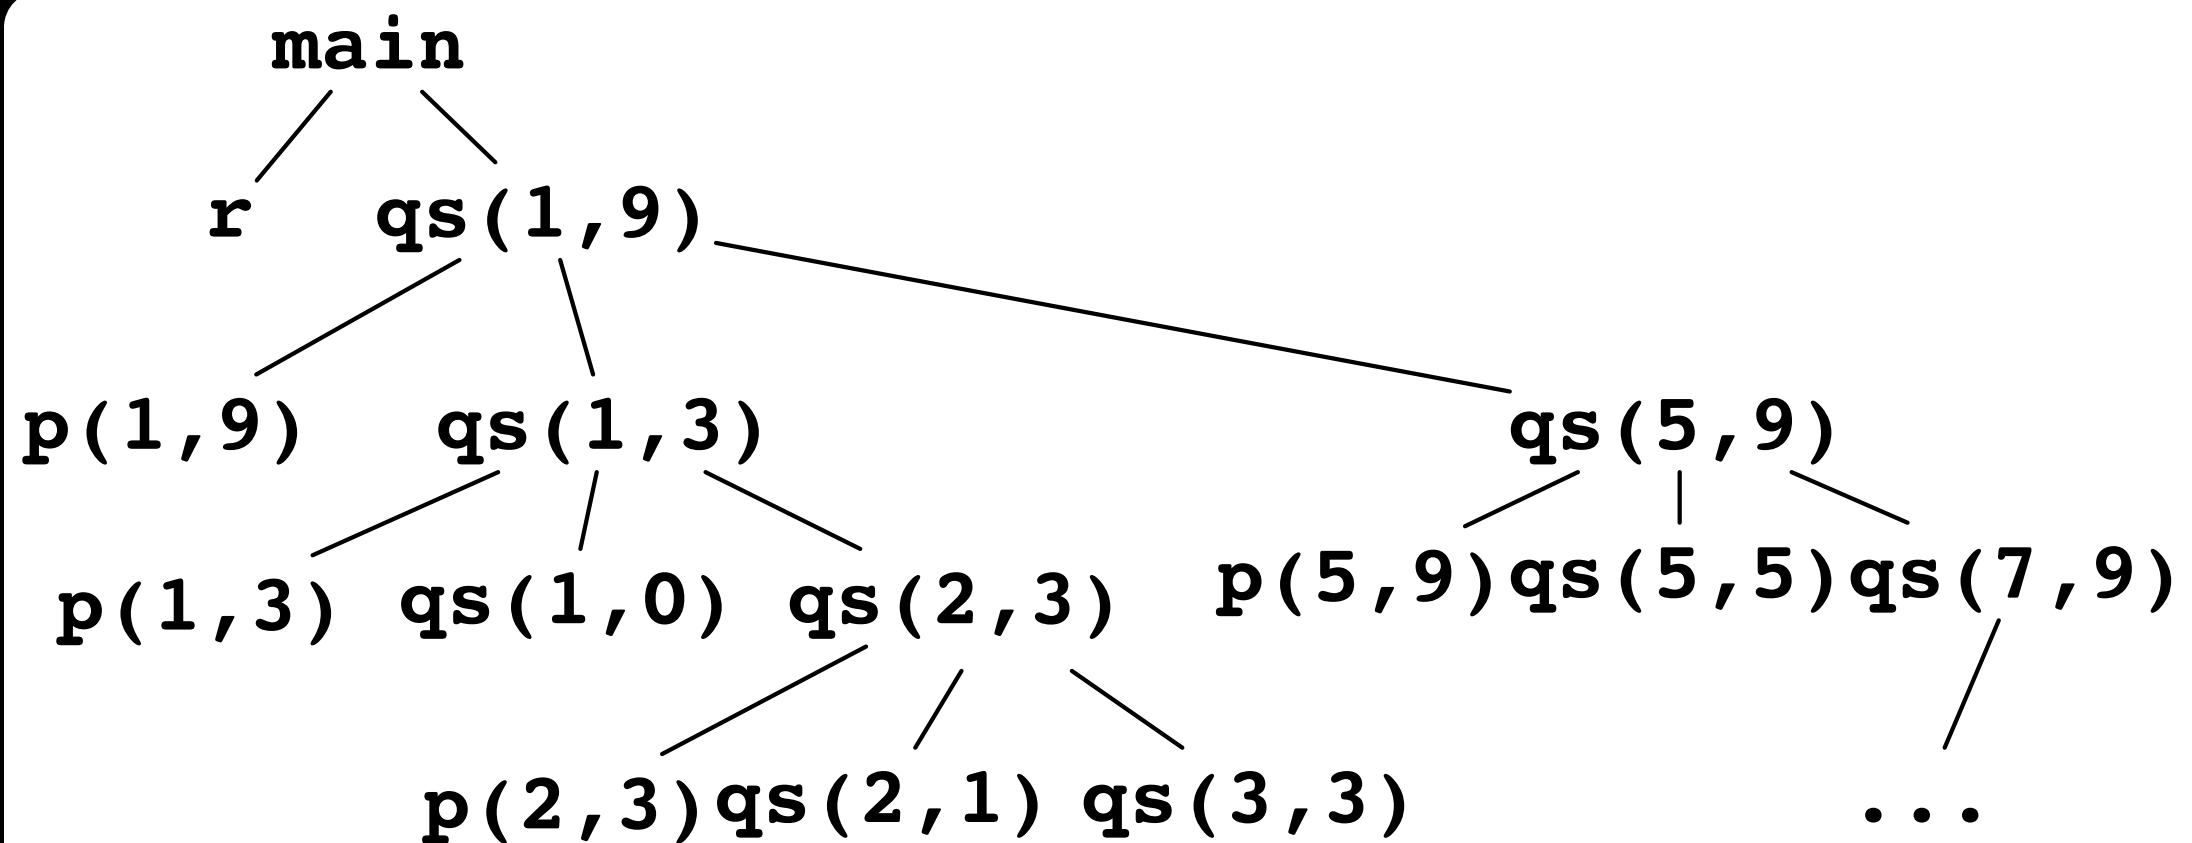 main
r qs(1,9)
p(1,9) qs(1,3) qs(5,9)
p(1,3) qs(1,0) qs(2,3) p(5,9) qs(5,5) qs(7,9)
p(2,3) qs(2,1) qs(3,3) ...